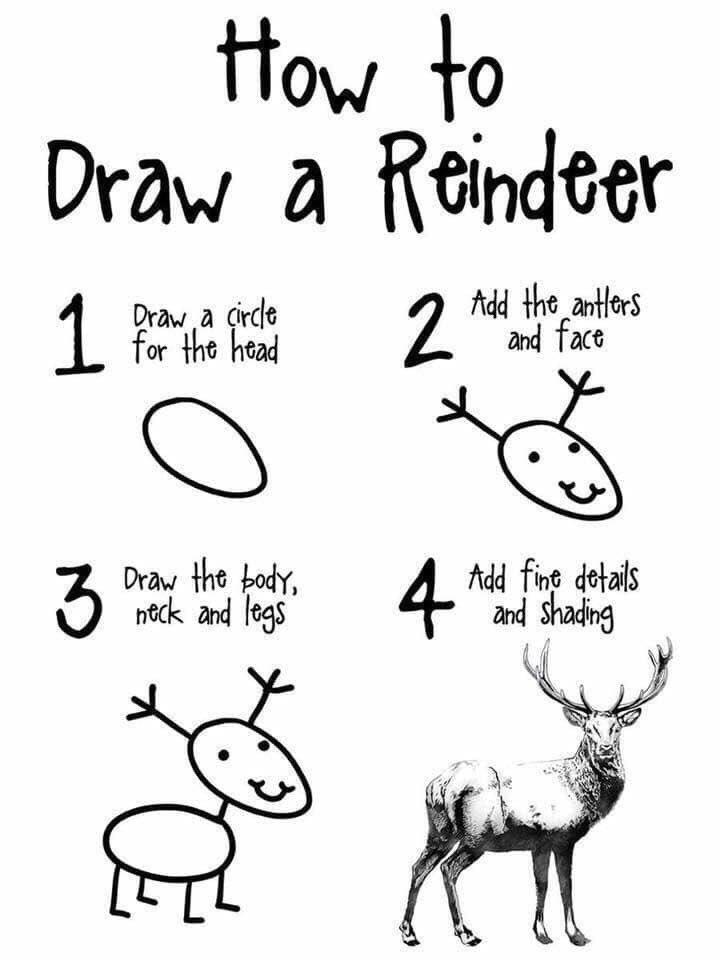 How to
Draw a Reindeer
1
Draw a circle
for the head
2
Add the antlers
and face
3
Draw the body,
neck and legs
4
Add fine details
and shading